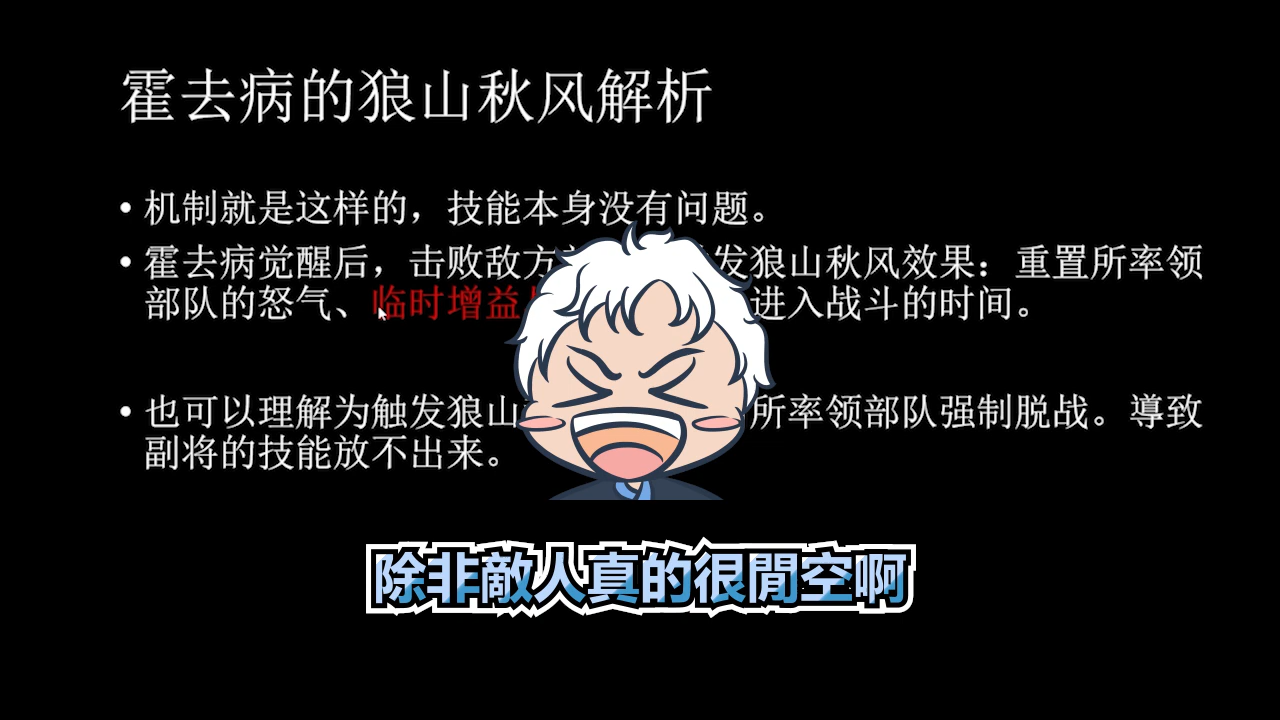 霍去病的狼山秋风解析
• 机制就是这样的，技能本身没有问题。
• 霍去病觉醒后，击败敌方 发狼山秋风效果：重置所率领
部队的怒气、临时增益 进入战斗的时间。
• 也可以理解为触发狼山 所率领部队强制脱战。導致
副将的技能放不出来。
除非敵人真的很閒空啊